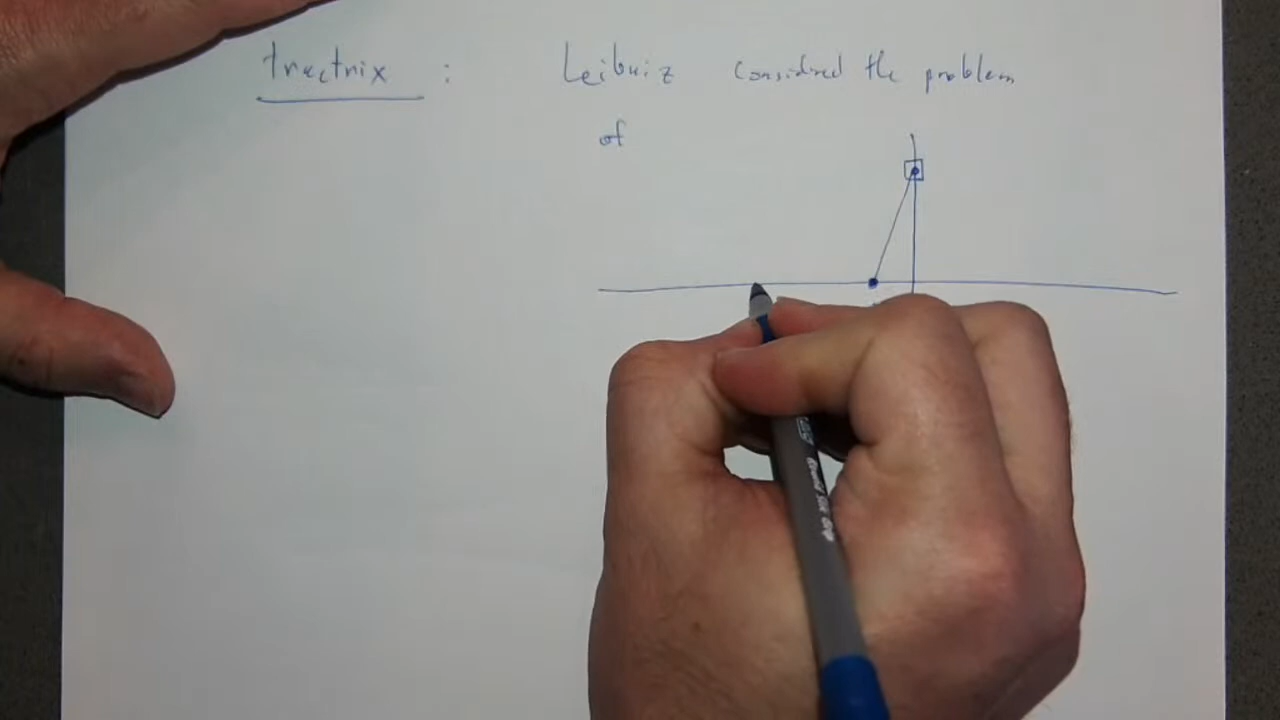 tractrix : Leibniz considered the problem
of